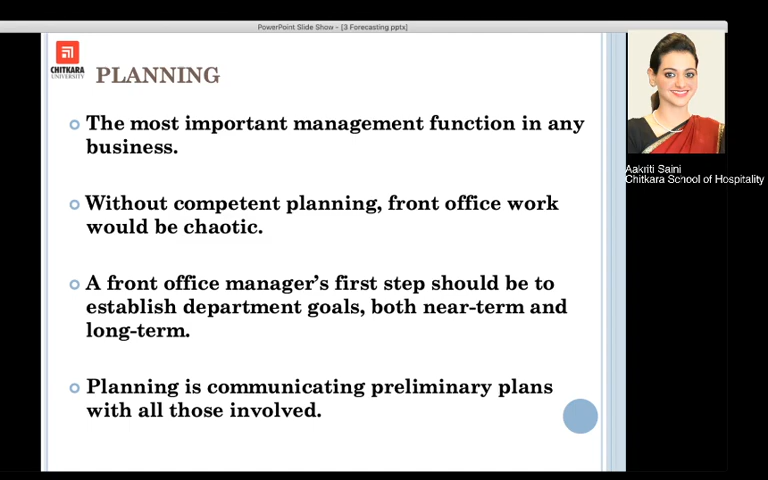 PowerPoint Slide Show - [3 Forecasting pptx]
CHITKARA
UNIVERSITY
PLANNING
The most important management function in any
business.
Without competent planning, front office work
would be chaotic.
A front office manager’s first step should be to
establish department goals, both near-term and
long-term.
Planning is communicating preliminary plans
with all those involved.
Aakriti Saini
Chitkara School of Hospitality